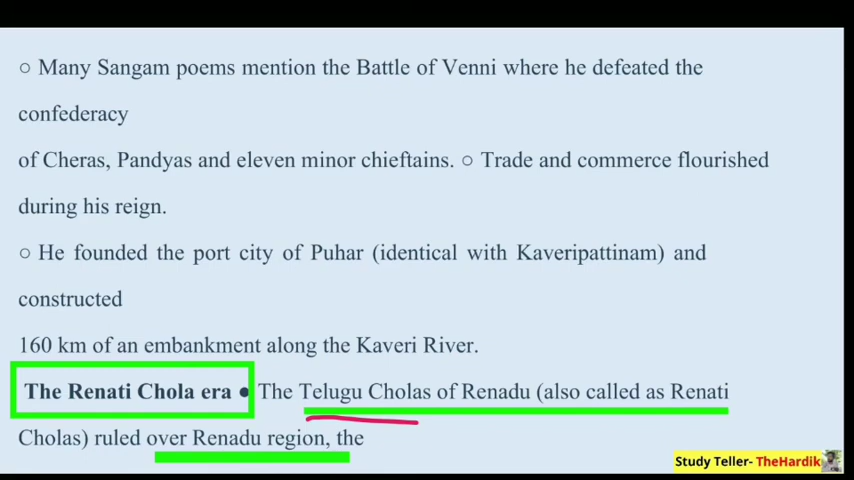 ○ Many Sangam poems mention the Battle of Venni where he defeated the
confederacy
of Cheras, Pandyas and eleven minor chieftains. ○ Trade and commerce flourished
during his reign.
○ He founded the port city of Puhar (identical with Kaveripattinam) and
constructed
160 km of an embankment along the Kaveri River.
The Renati Chola era ● The Telugu Cholas of Renadu (also called as Renati
Cholas) ruled over Renadu region, the
Study Teller- TheHardik